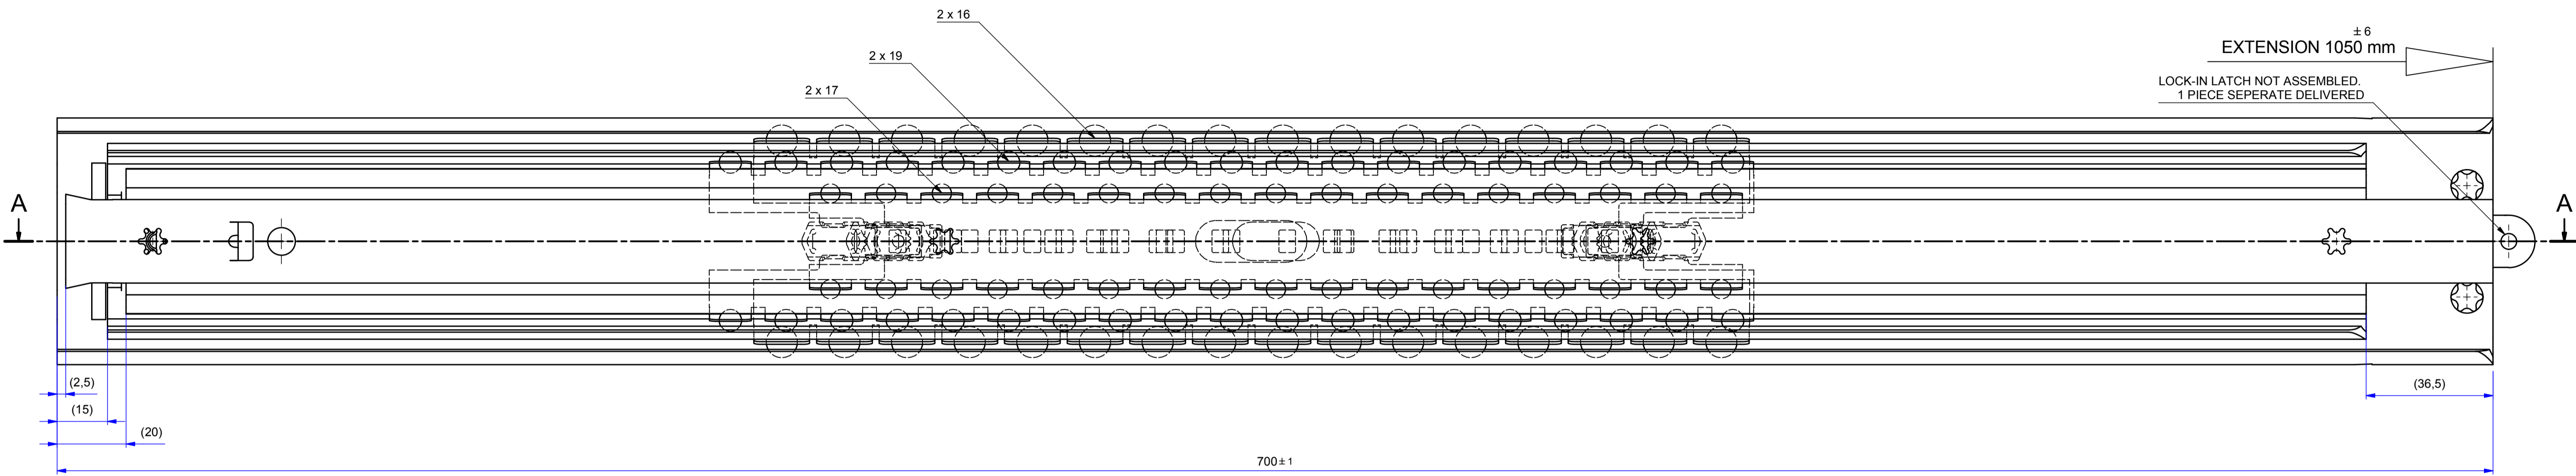 2 x 16
± 6
EXTENSION 1050 mm
2 x 19
LOCK-IN LATCH NOT ASSEMBLED.
1 PIECE SEPERATE DELIVERED
2 x 17
A
A
(2,5)
(36,5)
(15)
(20)
700 ± 1